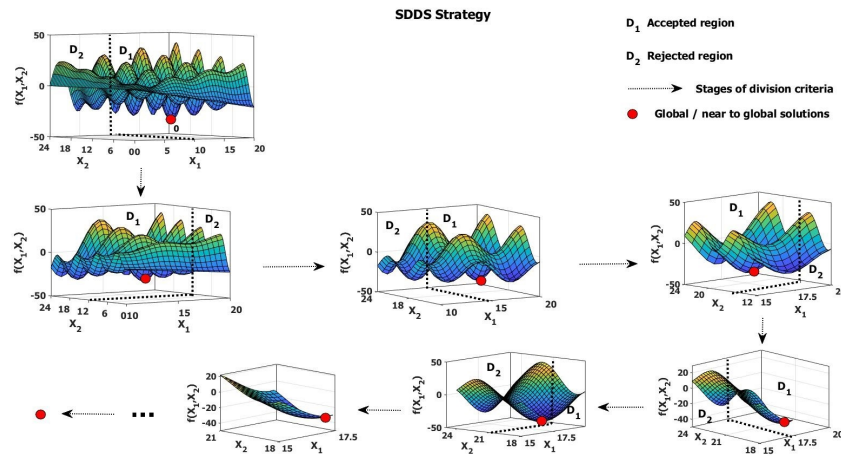 SDDS Strategy
D1 Accepted region
D2 Rejected region
Stages of division criteria
Global / near to global solutions
50
D2
D1
f(X1,X2)
0
0
-50
24 18 12 6 00 5 10 15 20
X2
X1
50
D1
D2
f(X1,X2)
0
-50
24 18 12 6 010 15 20
X2
X1
50
D2
D1
f(X1,X2)
0
-50
24 18 10 15 20
X2
X1
50
D1
f(X1,X2)
0
D2
-50
24 20 12 15 17.5
X2
X1
20
f(X1,X2)
0
-20
-40
21 18 15 17.5
X2
X1
50
D2
f(X1,X2)
0
D1
-50
24 21 18 15 17.5 20
X2
X1
20
f(X1,X2)
0
D1
-20
D2
-40
24 21 18 15 17.5
X2
X1
...